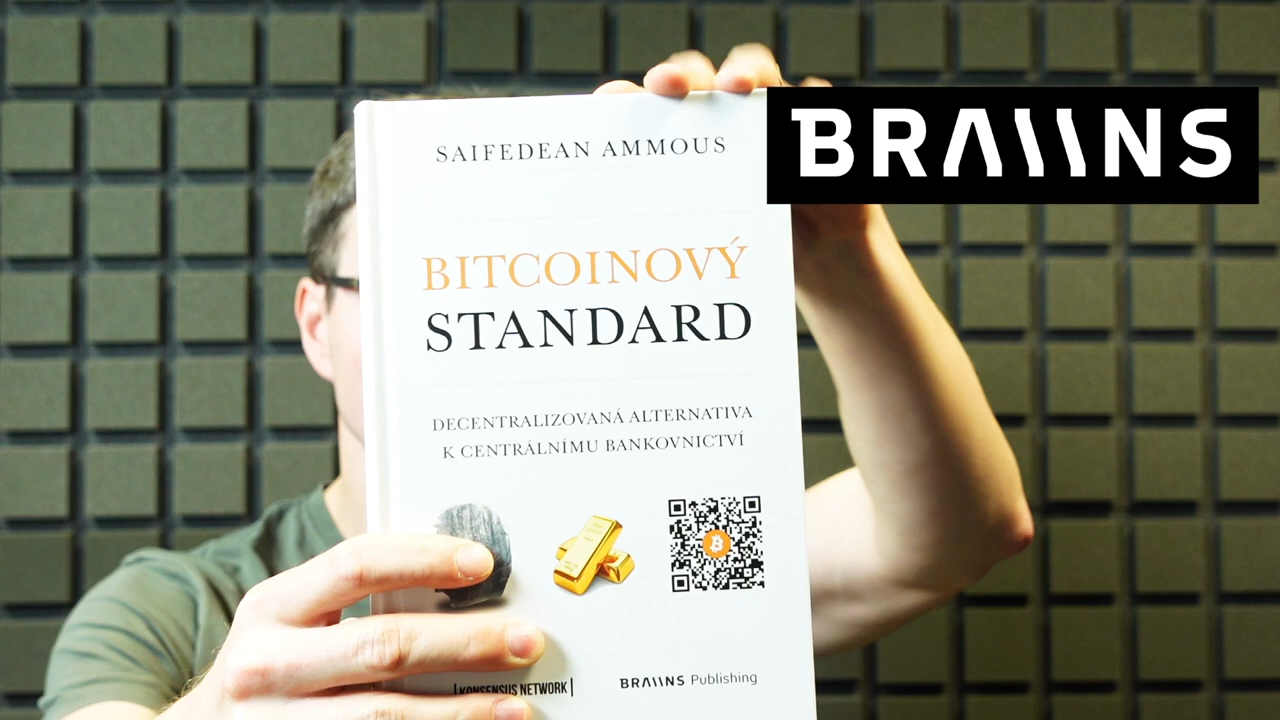 SAIFEDEAN AMMOUS
BRAIINS
BITCOINOVÝ
STANDARD
DECENTRALIZOVANÁ ALTERNATIVA
K CENTRÁLNÍMU BANKOVNICTVÍ
| KONSENSUS NETWORK |
BRAIINS Publishing